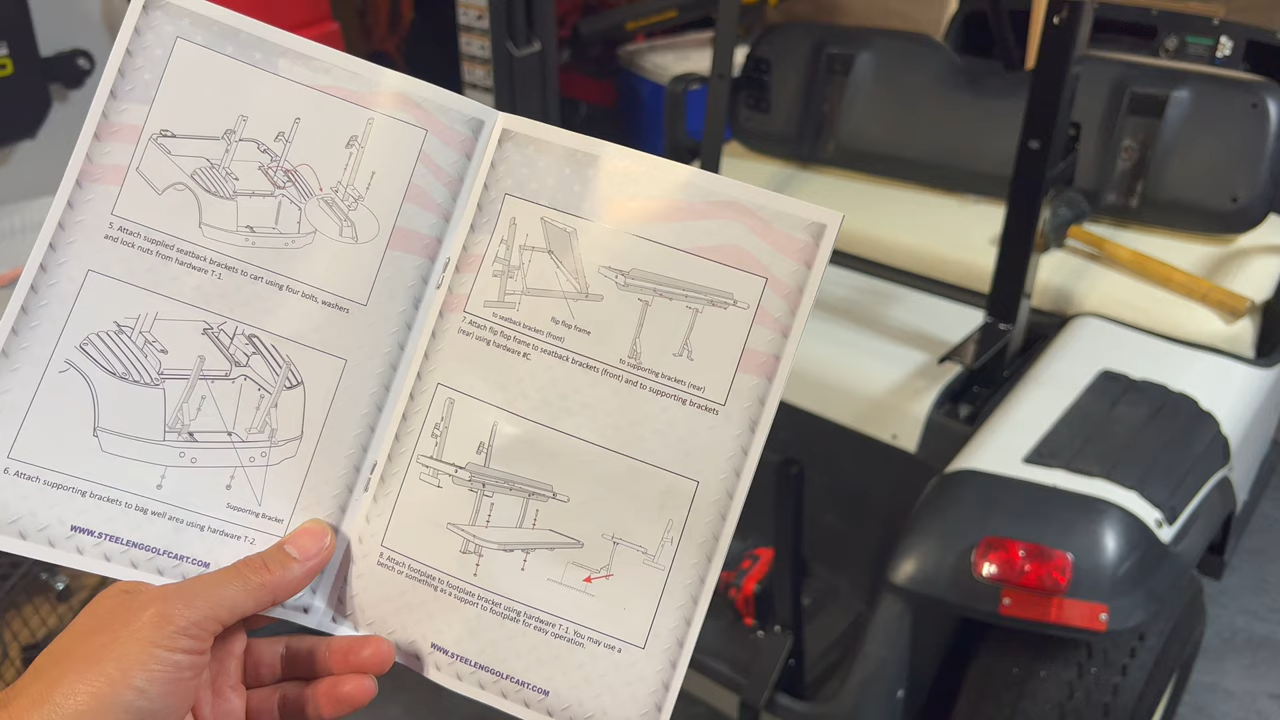 5. Attach supplied seatback brackets to cart using four bolts, washers
and lock nuts from hardware T-1.
Supporting Bracket
6. Attach supporting brackets to bag well area using hardware T-2.
WWW.STEELENGGOLFCART.COM
to seatback brackets (front)
flip flop frame
to supporting brackets (rear)
7. Attach flip flop frame to seatback brackets (front) and to supporting brackets
(rear) using hardware #C.
8. Attach footplate to footplate bracket using hardware T-1. You may use a
bench or something as a support to footplate for easy operation.
WWW.STEELENGGOLFCART.COM